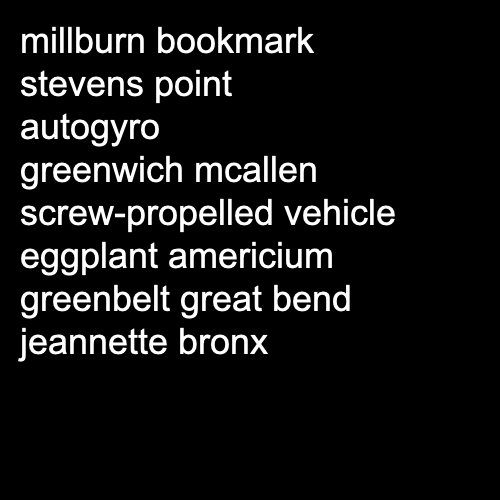 millburn bookmark
stevens point
autogyro
greenwich mcallen
screw-propelled vehicle
eggplant americium
greenbelt great bend
jeannette bronx